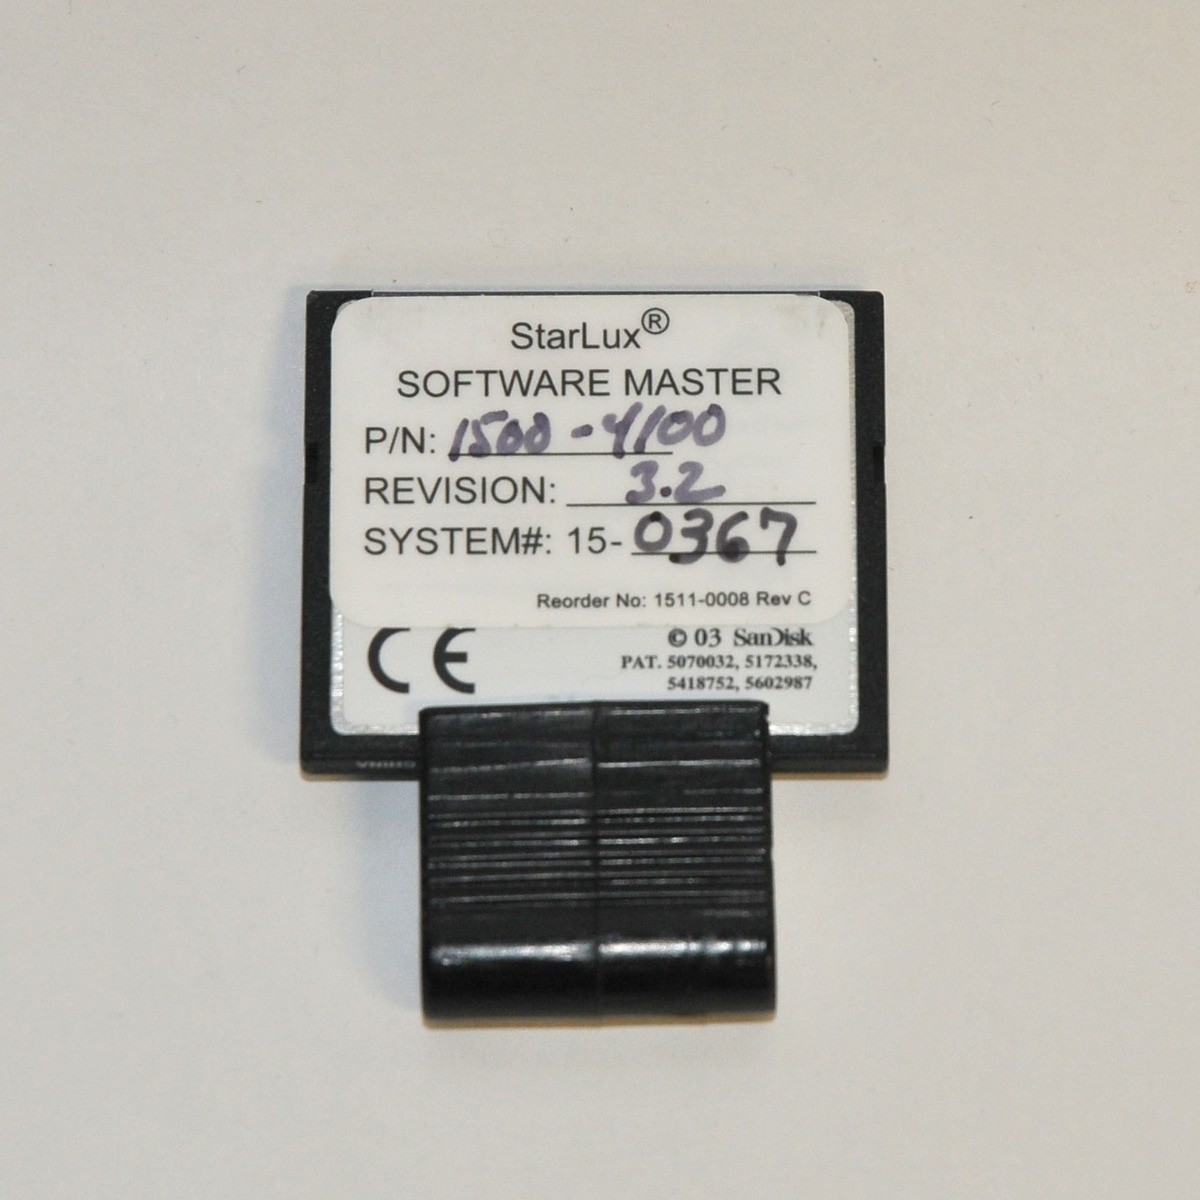 StarLux®
SOFTWARE MASTER
P/N: 1500-4100
REVISION: 3.2
SYSTEM#: 15-0367
Reorder No: 1511-0008 Rev C
CE
© 03 SanDisk
PAT. 5070032, 5172338,
5418752, 5602987
CHINA